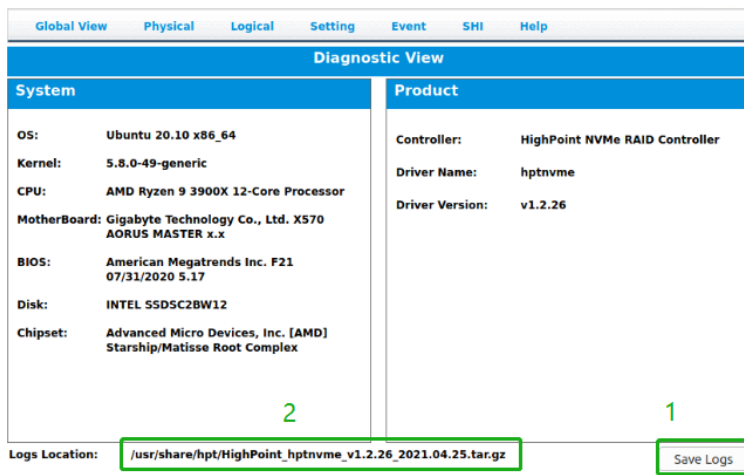 Global View Physical Logical Setting Event SHI Help
Diagnostic View
System
OS: Ubuntu 20.10 x86_64
Kernel: 5.8.0-49-generic
CPU: AMD Ryzen 9 3900X 12-Core Processor
MotherBoard: Gigabyte Technology Co., Ltd. X570
AORUS MASTER x.x
BIOS: American Megatrends Inc. F21
07/31/2020 5.17
Disk: INTEL SSDSC2BW12
Chipset: Advanced Micro Devices, Inc. [AMD]
Starship/Matisse Root Complex
Product
Controller: HighPoint NVMe RAID Controller
Driver Name: hptnvme
Driver Version: v1.2.26
2
1
Logs Location: /usr/share/hpt/HighPoint_hptnvme_v1.2.26_2021.04.25.tar.gz
Save Logs